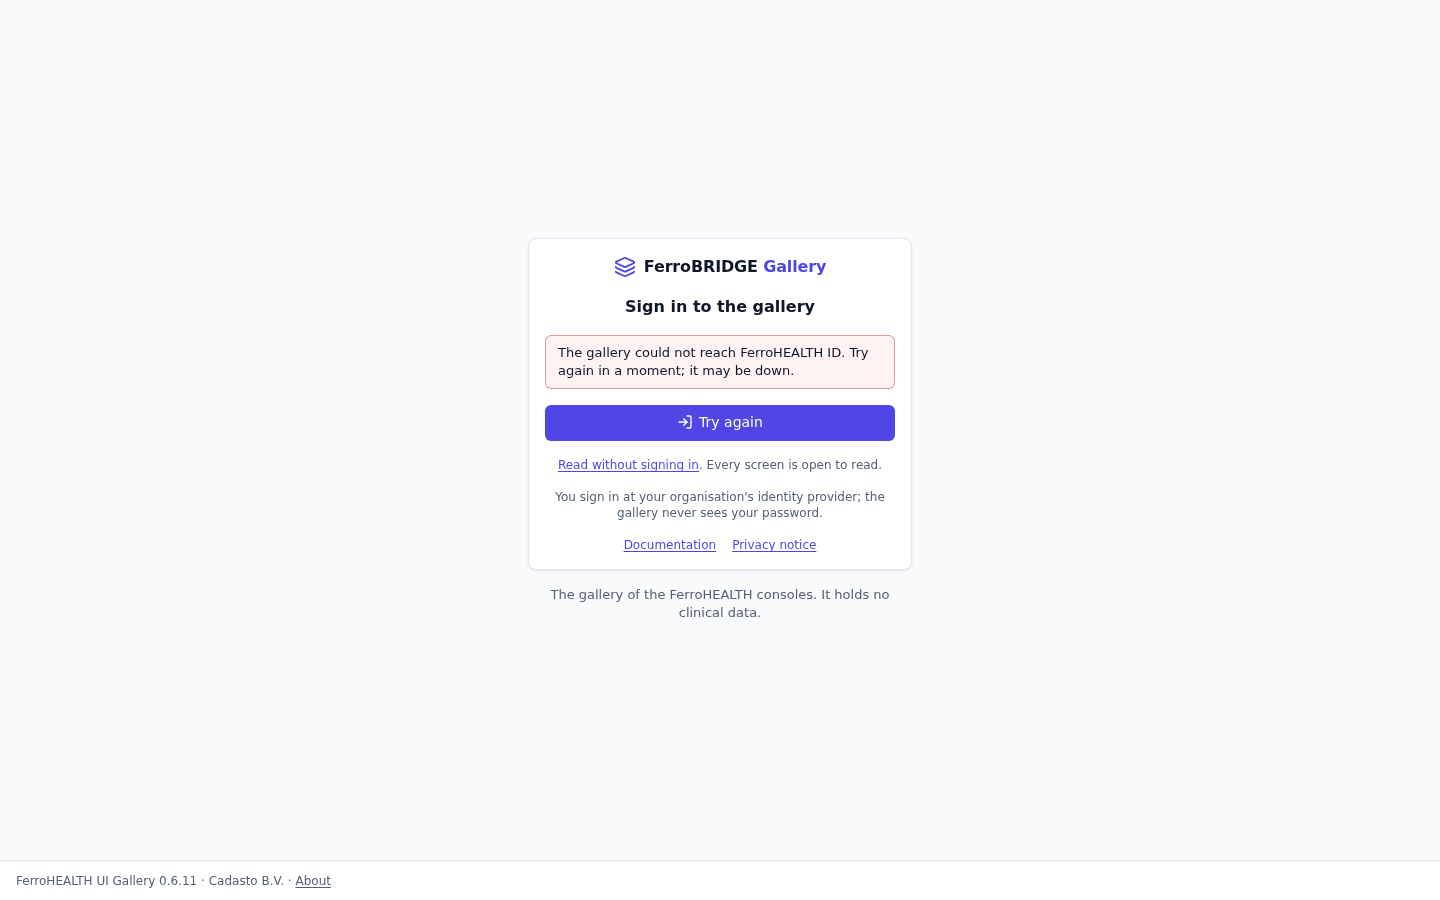 FerroBRIDGE Gallery
Sign in to the gallery
The gallery could not reach FerroHEALTH ID. Try
again in a moment; it may be down.
Try again
Read without signing in. Every screen is open to read.
You sign in at your organisation's identity provider; the
gallery never sees your password.
Documentation Privacy notice
The gallery of the FerroHEALTH consoles. It holds no
clinical data.
FerroHEALTH UI Gallery 0.6.11 · Cadasto B.V. · About